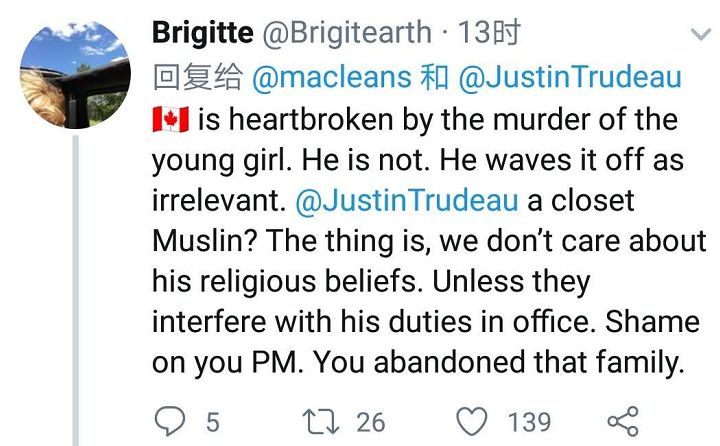 Brigitte @Brigitearth · 13时
回复给 @macleans 和 @JustinTrudeau
🇨🇦 is heartbroken by the murder of the
young girl. He is not. He waves it off as
irrelevant. @JustinTrudeau a closet
Muslin? The thing is, we don’t care about
his religious beliefs. Unless they
interfere with his duties in office. Shame
on you PM. You abandoned that family.
5 26 139